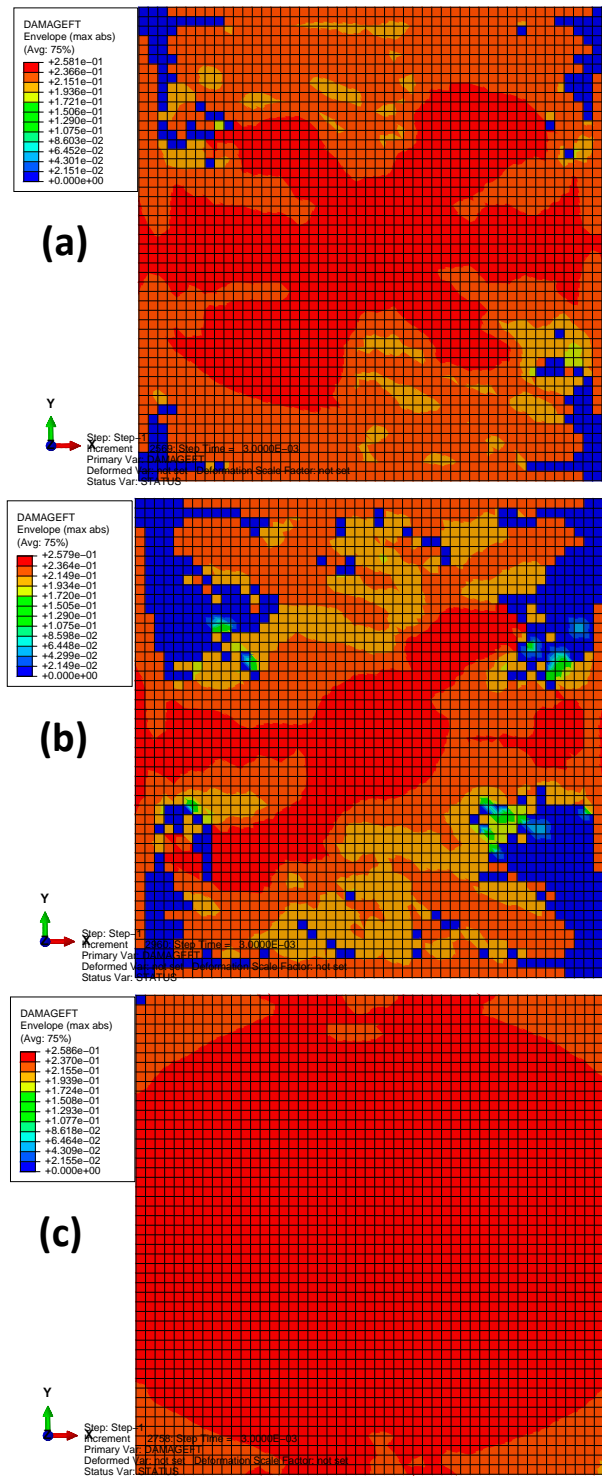 DAMAGEFT
Envelope (max abs)
(Avg: 75%)
+2.581e−01
+2.366e−01
+2.151e−01
+1.936e−01
+1.721e−01
+1.506e−01
+1.290e−01
+1.075e−01
+8.603e−02
+6.452e−02
+4.301e−02
+2.151e−02
+0.000e+00
(a)
Y
X
Step: Step−1
Increment Step Time = 3.0000E−03
Primary Var: DAMAGEFT
Deformed Var: not set Deformation Scale Factor: not set
Status Var: STATUS
DAMAGEFT
Envelope (max abs)
(Avg: 75%)
+2.579e−01
+2.364e−01
+2.149e−01
+1.934e−01
+1.720e−01
+1.505e−01
+1.290e−01
+1.075e−01
+8.598e−02
+6.448e−02
+4.299e−02
+2.149e−02
+0.000e+00
(b)
Y
X
Step: Step−1
Increment Step Time = 3.0000E−03
Primary Var: DAMAGEFT
Deformed Var: not set Deformation Scale Factor: not set
Status Var: STATUS
DAMAGEFT
Envelope (max abs)
(Avg: 75%)
+2.586e−01
+2.370e−01
+2.155e−01
+1.939e−01
+1.724e−01
+1.508e−01
+1.293e−01
+1.077e−01
+8.618e−02
+6.464e−02
+4.309e−02
+2.155e−02
+0.000e+00
(c)
Y
X
Step: Step−1
Increment 2758: Step Time = 3.0000E−03
Primary Var: DAMAGEFT
Deformed Var: not set Deformation Scale Factor: not set
Status Var: STATUS